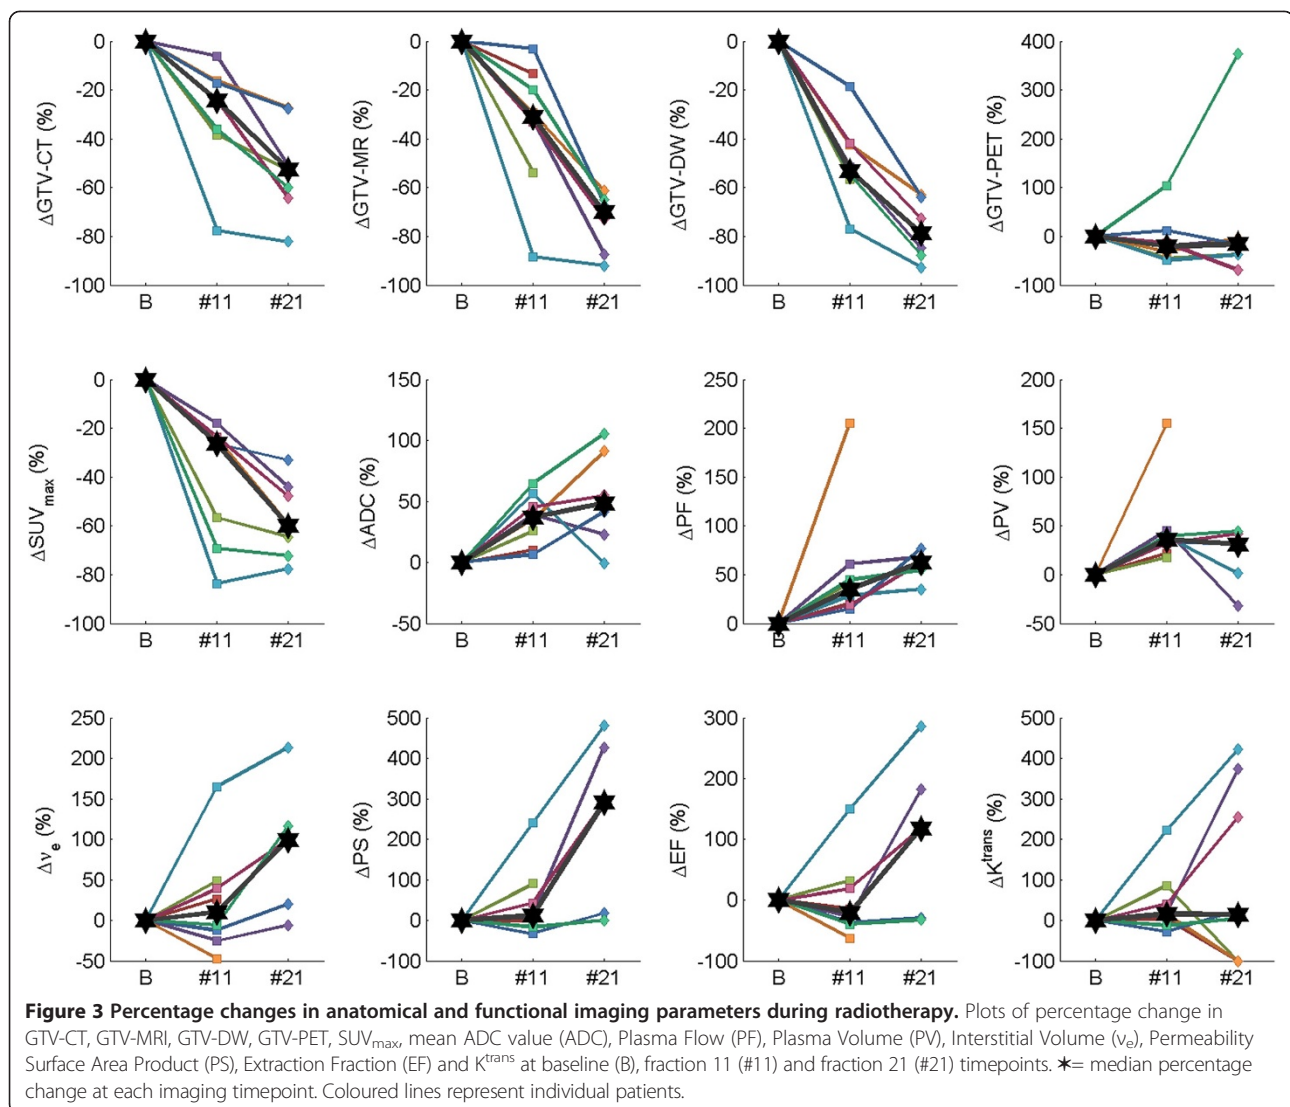 ΔGTV-CT (%)
0
-20
-40
-60
-80
-100
B #11 #21
ΔGTV-MR (%)
0
-20
-40
-60
-80
-100
B #11 #21
ΔGTV-DW (%)
0
-20
-40
-60
-80
-100
B #11 #21
ΔGTV-PET (%)
400
300
200
100
0
-100
B #11 #21
ΔSUVmax (%)
0
-20
-40
-60
-80
-100
B #11 #21
ΔADC (%)
150
100
50
0
-50
B #11 #21
ΔPF (%)
250
200
150
100
50
0
B #11 #21
ΔPV (%)
200
150
100
50
0
-50
B #11 #21
Δνe (%)
250
200
150
100
50
0
-50
B #11 #21
ΔPS (%)
500
400
300
200
100
0
-100
B #11 #21
ΔEF (%)
300
200
100
0
-100
B #11 #21
ΔKtrans (%)
500
400
300
200
100
0
-100
B #11 #21
Figure 3 Percentage changes in anatomical and functional imaging parameters during radiotherapy. Plots of percentage change in
GTV-CT, GTV-MRI, GTV-DW, GTV-PET, SUVmax, mean ADC value (ADC), Plasma Flow (PF), Plasma Volume (PV), Interstitial Volume (ve), Permeability
Surface Area Product (PS), Extraction Fraction (EF) and Ktrans at baseline (B), fraction 11 (#11) and fraction 21 (#21) timepoints. ✶= median percentage
change at each imaging timepoint. Coloured lines represent individual patients.